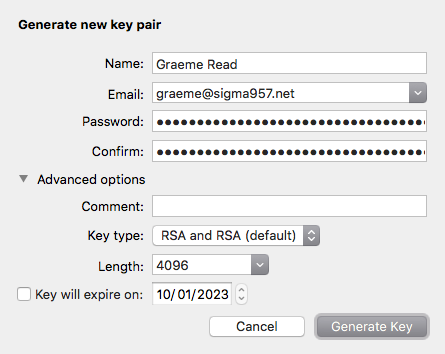 Generate new key pair
Name: Graeme Read
Email: graeme@sigma957.net
Password: ●●●●●●●●●●●●●●●●●●●●●●●●●●●●●●●●●●
Confirm: ●●●●●●●●●●●●●●●●●●●●●●●●●●●●●●●●●●
Advanced options
Comment:
Key type: RSA and RSA (default)
Length: 4096
Key will expire on: 10/01/2023
Cancel Generate Key